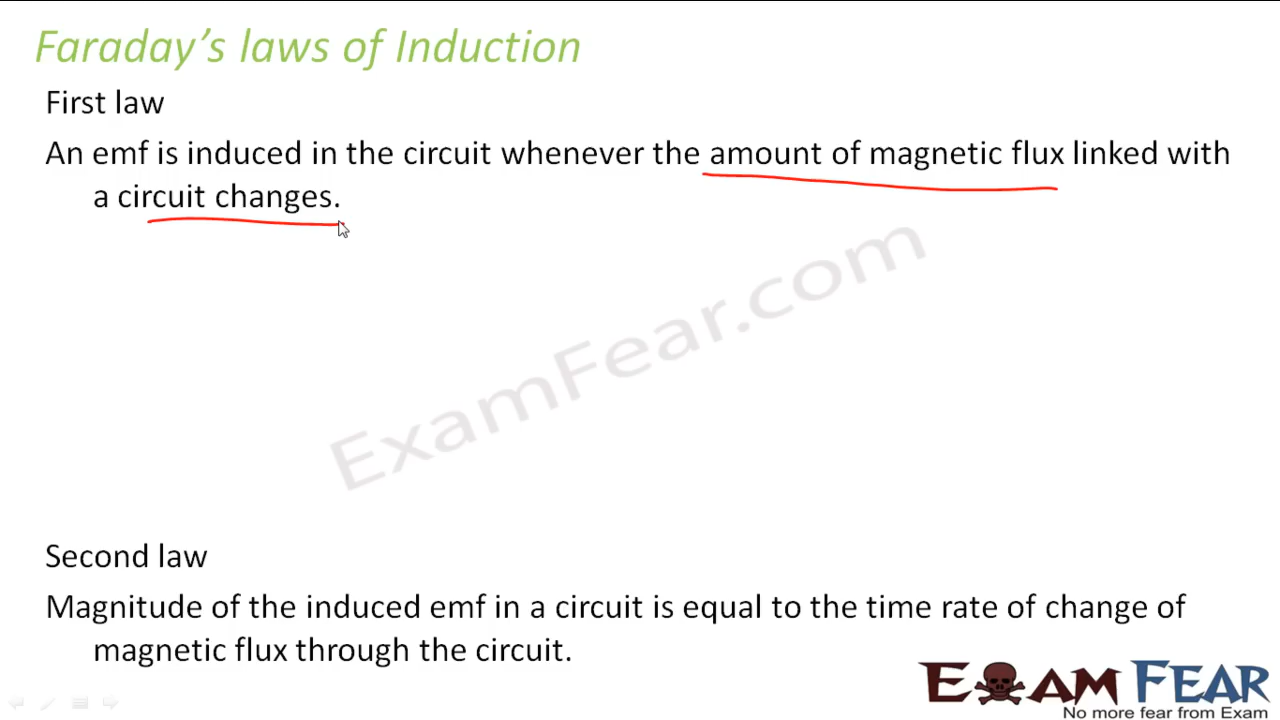 Faraday's laws of Induction
First law
An emf is induced in the circuit whenever the amount of magnetic flux linked with
a circuit changes.
ExamFear.com
Second law
Magnitude of the induced emf in a circuit is equal to the time rate of change of
magnetic flux through the circuit.
EXAM FEAR
No more fear from Exam